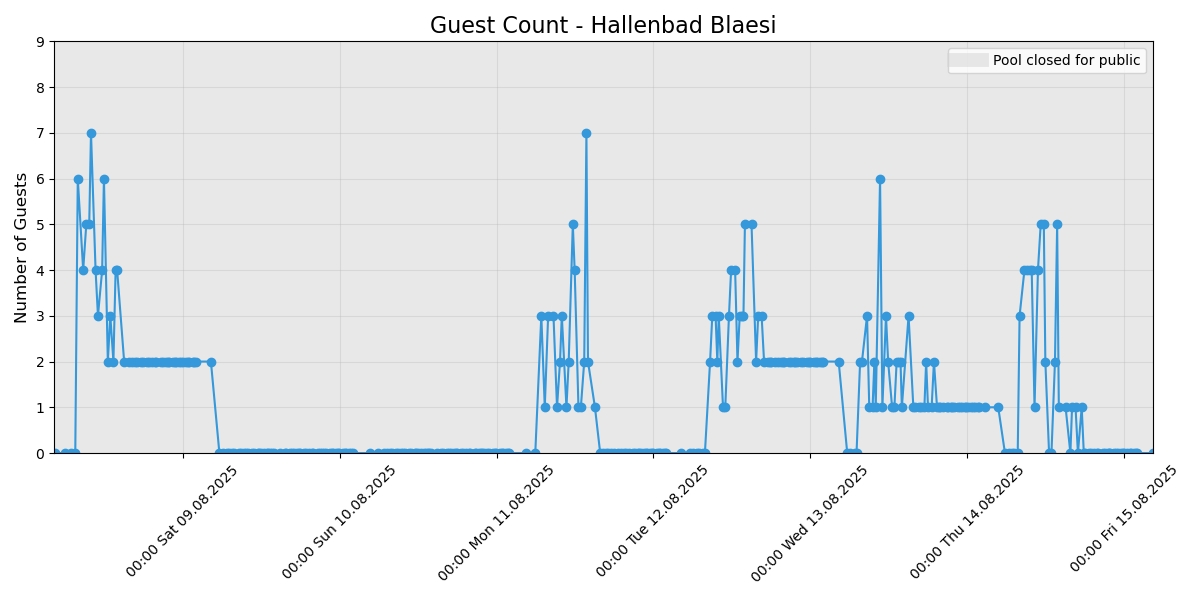 Guest Count - Hallenbad Blaesi
Pool closed for public
Number of Guests
9
8
7
6
5
4
3
2
1
0
00:00 Sat 09.08.2025
00:00 Sun 10.08.2025
00:00 Mon 11.08.2025
00:00 Tue 12.08.2025
00:00 Wed 13.08.2025
00:00 Thu 14.08.2025
00:00 Fri 15.08.2025